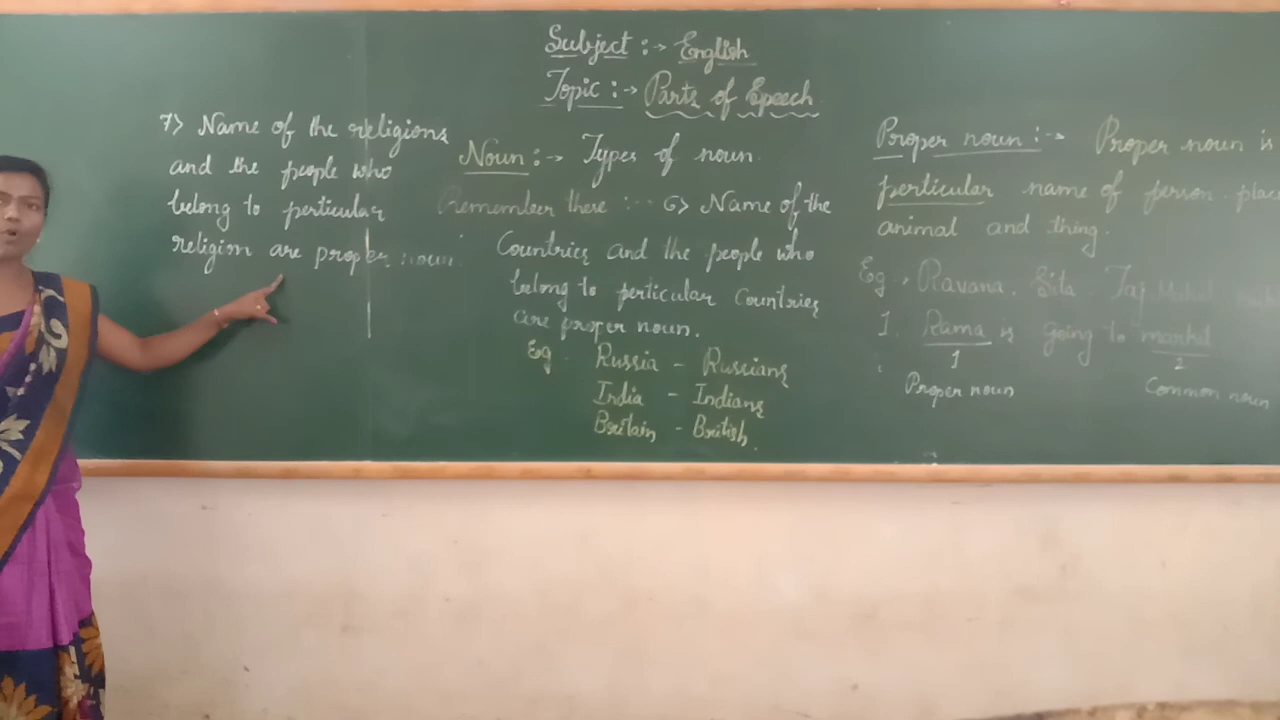 Subject :→ English
Topic :→ Parts of Speech
7> Name of the religions
and the people who
belong to perticular
religion are proper noun.
Noun :→ Types of noun.
Remember there :-- 6> Name of the
Countries and the people who
belong to perticular Countries
are proper noun.
Eg. Russia - Russians
India - Indians
Britain - British.
Proper noun :→ Proper noun is
perticular name of person place
animal and thing.
Eg. Ravana. Sita Taj Mahal
1. Rama is going to market
1 2
Proper noun Common noun